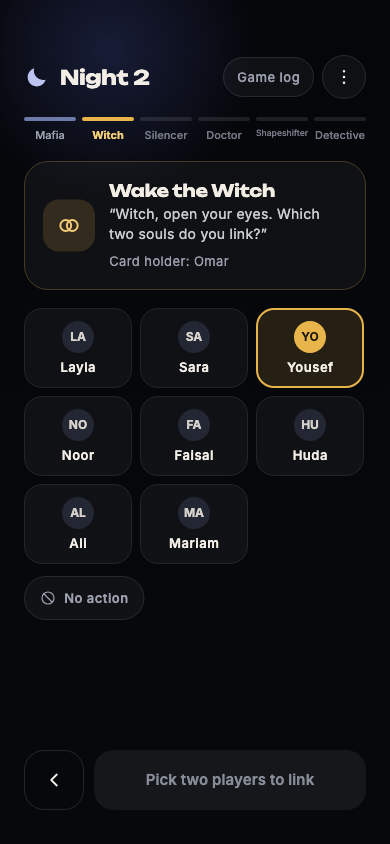 Night 2
Game log
Mafia
Witch
Silencer
Doctor
Shapeshifter
Detective
Wake the Witch
“Witch, open your eyes. Which
two souls do you link?”
Card holder: Omar
LA
SA
YO
Layla
Sara
Yousef
NO
FA
HU
Noor
Faisal
Huda
AL
MA
Ali
Mariam
No action
Pick two players to link